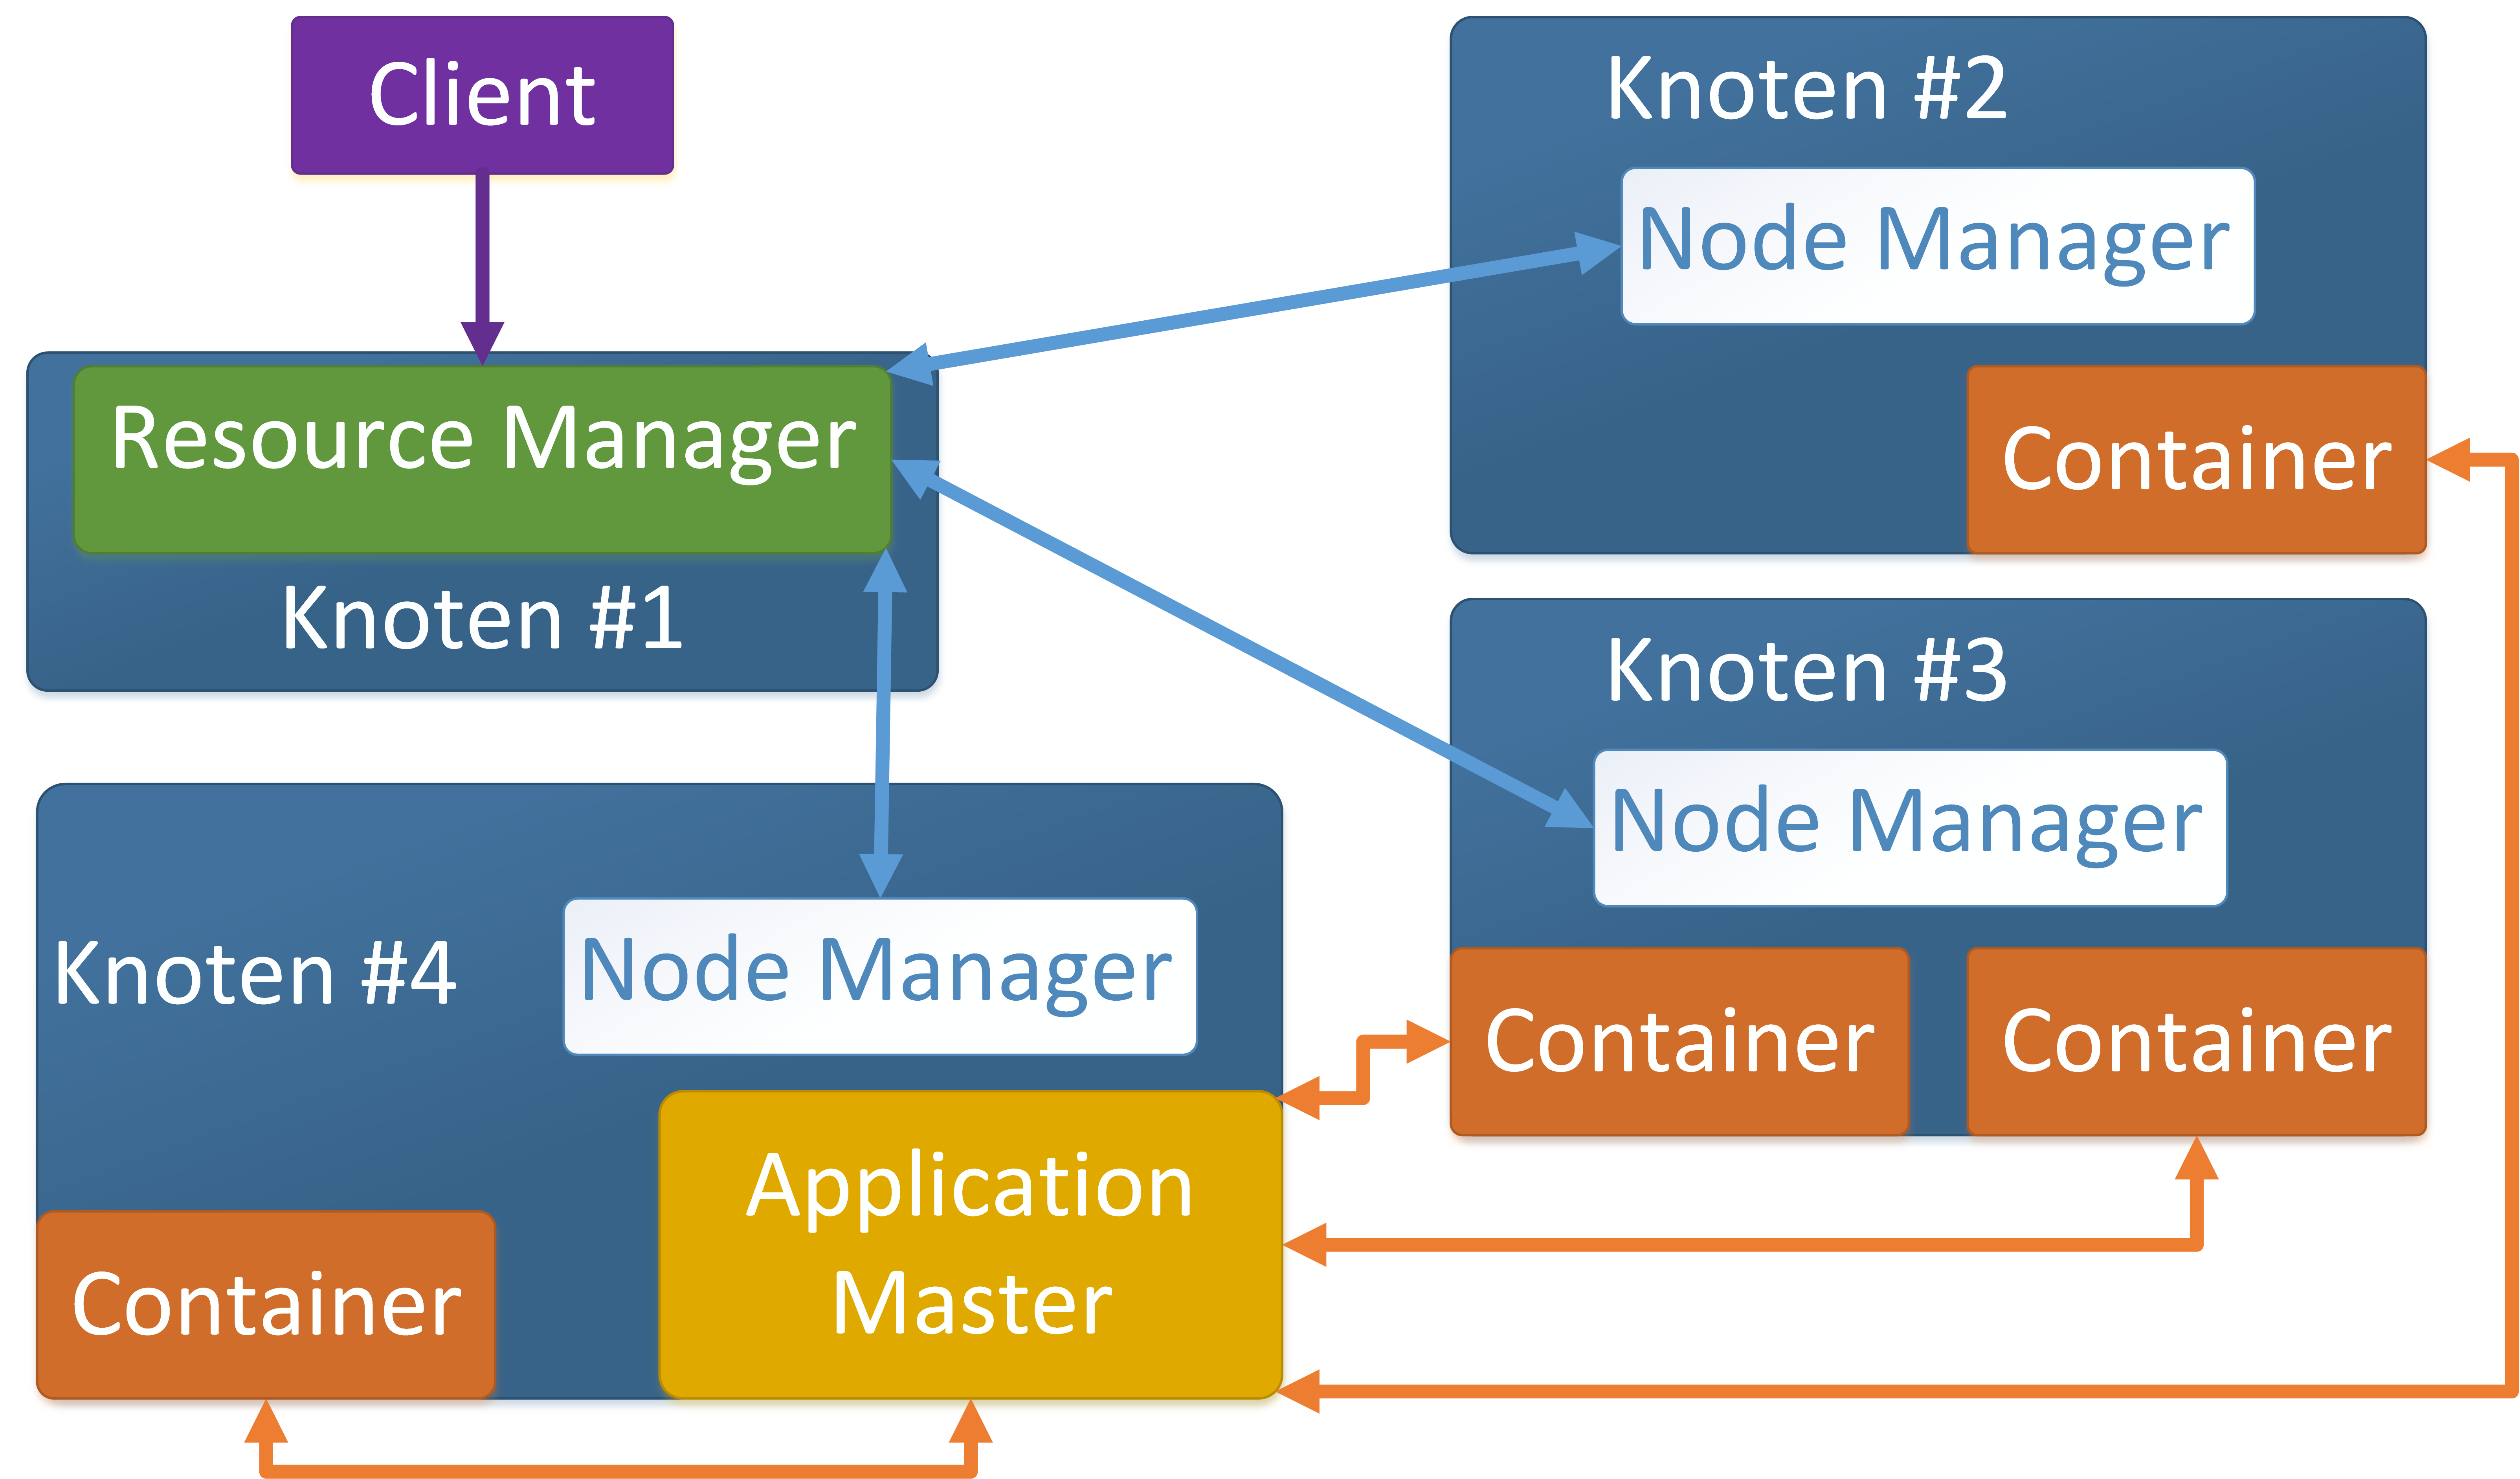 Client
Resource Manager
Knoten #1
Knoten #2
Node Manager
Container
Knoten #3
Node Manager
Container
Container
Knoten #4
Node Manager
Application
Master
Container